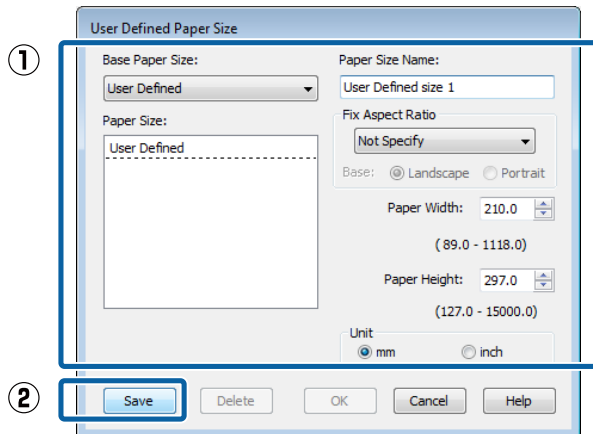 User Defined Paper Size
①
Base Paper Size:
User Defined
Paper Size:
User Defined
Paper Size Name:
User Defined size 1
Fix Aspect Ratio
Not Specify
Base: Landscape Portrait
Paper Width: 210.0
( 89.0 - 1118.0)
Paper Height: 297.0
(127.0 - 15000.0)
Unit
mm inch
②
Save Delete OK Cancel Help